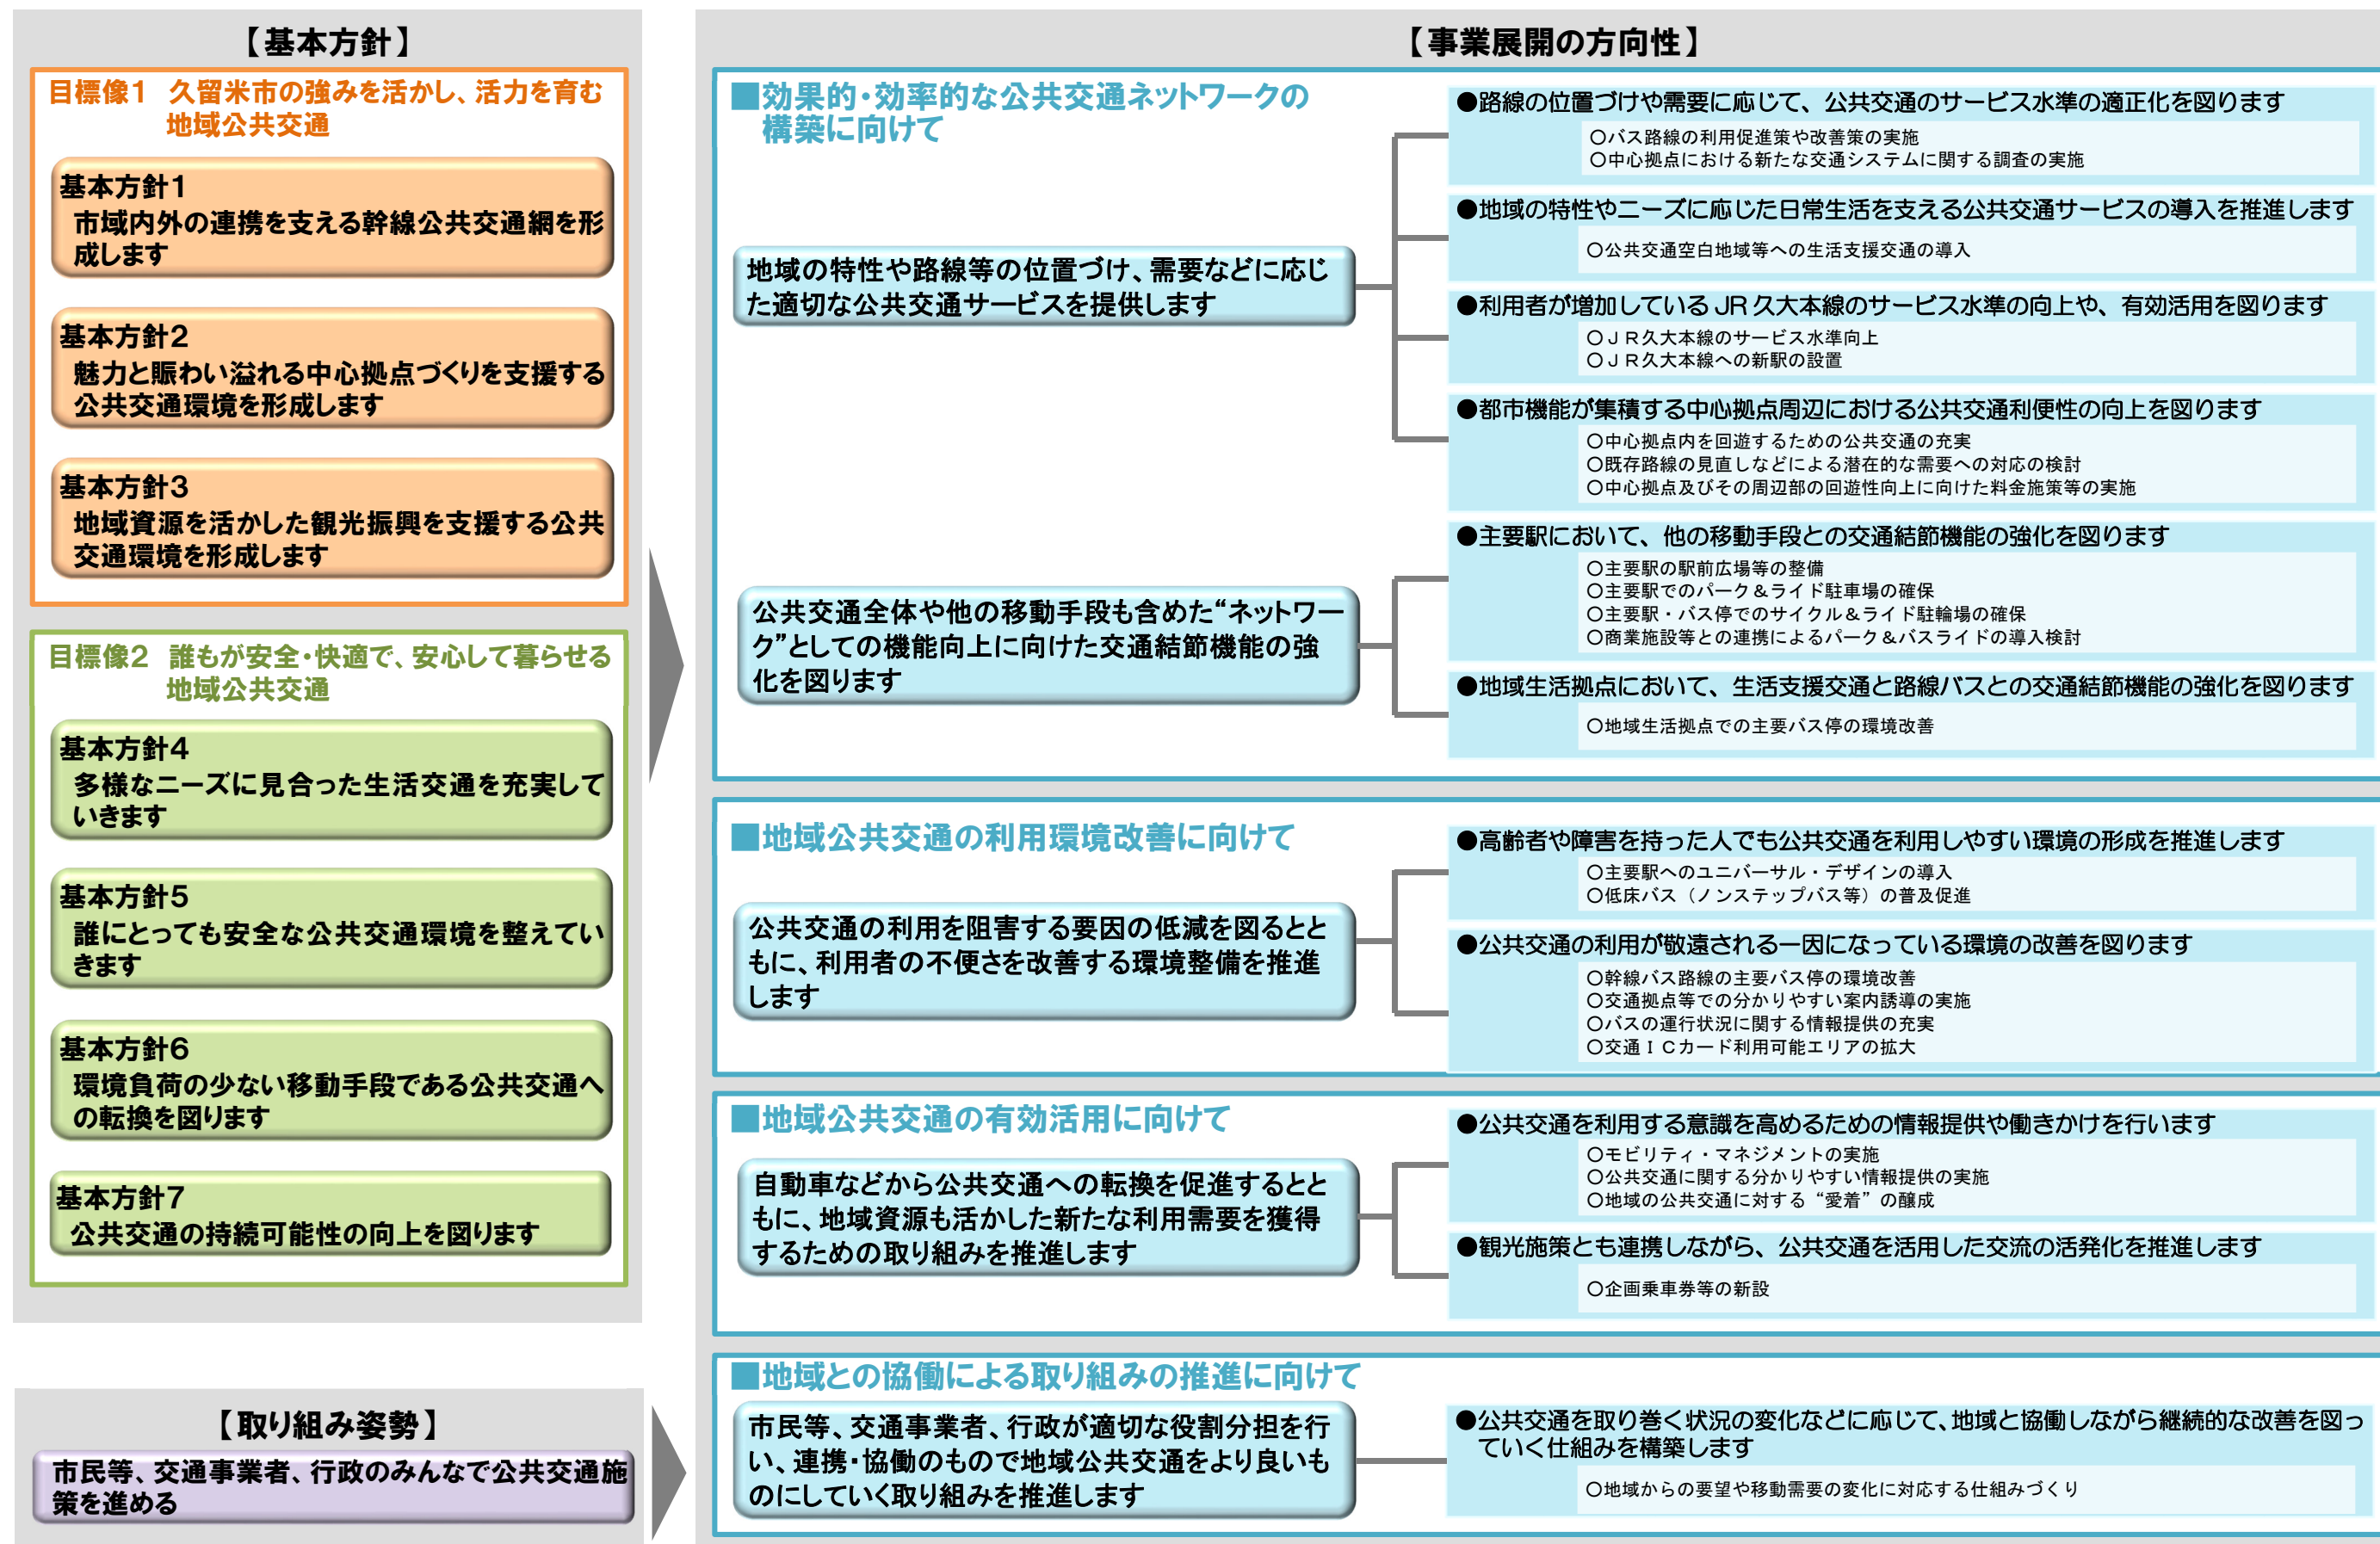 【基本方針】
目標像1　久留米市の強みを活かし、活力を育む
地域公共交通
基本方針1
市域内外の連携を支える幹線公共交通網を形
成します
基本方針2
魅力と賑わい溢れる中心拠点づくりを支援する
公共交通環境を形成します
基本方針3
地域資源を活かした観光振興を支援する公共
交通環境を形成します
目標像2　誰もが安全・快適で、安心して暮らせる
地域公共交通
基本方針4
多様なニーズに見合った生活交通を充実して
いきます
基本方針5
誰にとっても安全な公共交通環境を整えてい
きます
基本方針6
環境負荷の少ない移動手段である公共交通へ
の転換を図ります
基本方針7
公共交通の持続可能性の向上を図ります
【取り組み姿勢】
市民等、交通事業者、行政のみんなで公共交通施
策を進める
【事業展開の方向性】
■効果的・効率的な公共交通ネットワークの
構築に向けて
地域の特性や路線等の位置づけ、需要などに応じ
た適切な公共交通サービスを提供します
●路線の位置づけや需要に応じて、公共交通のサービス水準の適正化を図ります
○バス路線の利用促進策や改善策の実施
○中心拠点における新たな交通システムに関する調査の実施
●地域の特性やニーズに応じた日常生活を支える公共交通サービスの導入を推進します
○公共交通空白地域等への生活支援交通の導入
●利用者が増加しているJR久大本線のサービス水準の向上や、有効活用を図ります
○ＪＲ久大本線のサービス水準向上
○ＪＲ久大本線への新駅の設置
●都市機能が集積する中心拠点周辺における公共交通利便性の向上を図ります
○中心拠点内を回遊するための公共交通の充実
○既存路線の見直しなどによる潜在的な需要への対応の検討
○中心拠点及びその周辺部の回遊性向上に向けた料金施策等の実施
公共交通全体や他の移動手段も含めた“ネットワー
ク”としての機能向上に向けた交通結節機能の強
化を図ります
●主要駅において、他の移動手段との交通結節機能の強化を図ります
○主要駅の駅前広場等の整備
○主要駅でのパーク＆ライド駐車場の確保
○主要駅・バス停でのサイクル＆ライド駐輪場の確保
○商業施設等との連携によるパーク＆バスライドの導入検討
●地域生活拠点において、生活支援交通と路線バスとの交通結節機能の強化を図ります
○地域生活拠点での主要バス停の環境改善
■地域公共交通の利用環境改善に向けて
公共交通の利用を阻害する要因の低減を図るとと
もに、利用者の不便さを改善する環境整備を推進
します
●高齢者や障害を持った人でも公共交通を利用しやすい環境の形成を推進します
○主要駅へのユニバーサル・デザインの導入
○低床バス（ノンステップバス等）の普及促進
●公共交通の利用が敬遠される一因になっている環境の改善を図ります
○幹線バス路線の主要バス停の環境改善
○交通拠点等での分かりやすい案内誘導の実施
○バスの運行状況に関する情報提供の充実
○交通ＩＣカード利用可能エリアの拡大
■地域公共交通の有効活用に向けて
自動車などから公共交通への転換を促進するとと
もに、地域資源も活かした新たな利用需要を獲得
するための取り組みを推進します
●公共交通を利用する意識を高めるための情報提供や働きかけを行います
○モビリティ・マネジメントの実施
○公共交通に関する分かりやすい情報提供の実施
○地域の公共交通に対する“愛着”の醸成
●観光施策とも連携しながら、公共交通を活用した交流の活発化を推進します
○企画乗車券等の新設
■地域との協働による取り組みの推進に向けて
市民等、交通事業者、行政が適切な役割分担を行
い、連携・協働のもので地域公共交通をより良いも
のにしていく取り組みを推進します
●公共交通を取り巻く状況の変化などに応じて、地域と協働しながら継続的な改善を図っ
ていく仕組みを構築します
○地域からの要望や移動需要の変化に対応する仕組みづくり